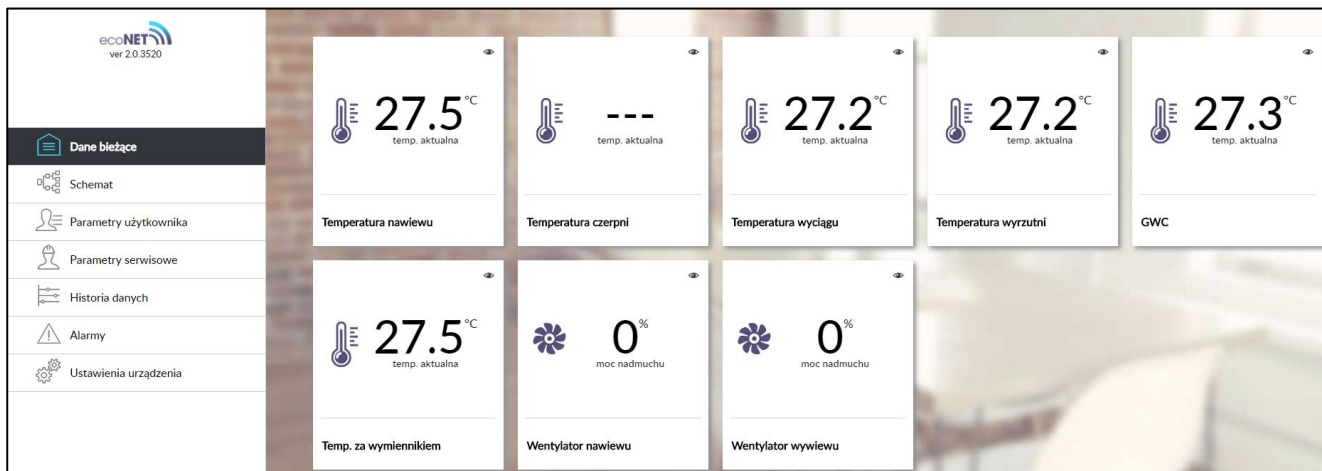 ecoNET
ver 2.0.3520
Dane bieżące
Schemat
Parametry użytkownika
Parametry serwisowe
Historia danych
Alarmy
Ustawienia urządzenia
27.5 °C
temp. aktualna
Temperatura nawiewu
---
temp. aktualna
Temperatura czerpni
27.2 °C
temp. aktualna
Temperatura wyciągu
27.2 °C
temp. aktualna
Temperatura wyrzutni
27.3 °C
temp. aktualna
GWC
27.5 °C
temp. aktualna
Temp. za wymiennikiem
0 %
moc nadmuchu
Wentylator nawiewu
0 %
moc nadmuchu
Wentylator wywiewu